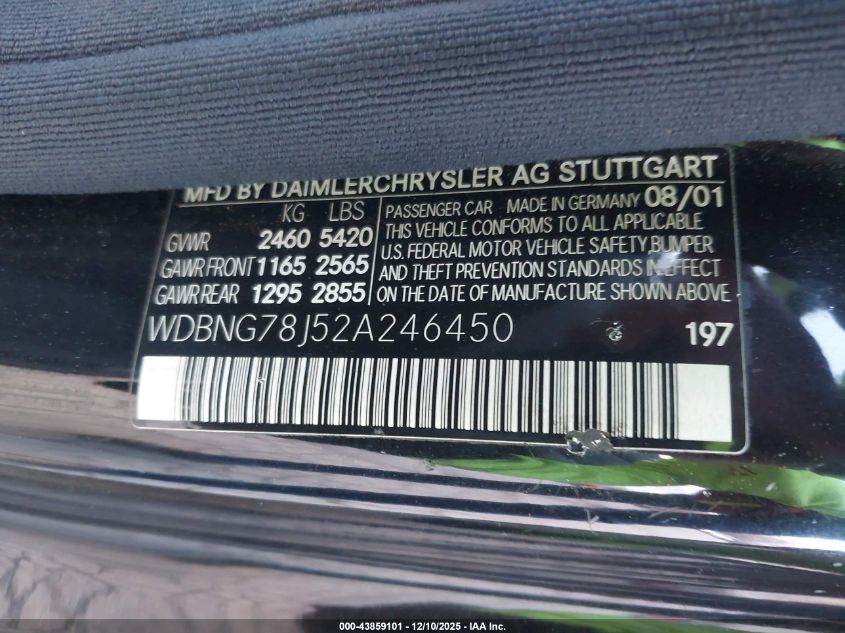 MFD BY DAIMLERCHRYSLER AG STUTTGART
KG LBS
GVWR 2460 5420
GAWR FRONT 1165 2565
GAWR REAR 1295 2855
PASSENGER CAR MADE IN GERMANY 08/01
THIS VEHICLE CONFORMS TO ALL APPLICABLE
U.S. FEDERAL MOTOR VEHICLE SAFETY, BUMPER
AND THEFT PREVENTION STANDARDS IN EFFECT
ON THE DATE OF MANUFACTURE SHOWN ABOVE
WDBNG78J52A246450 197
000-43859101 - 12/10/2025 - IAA Inc.